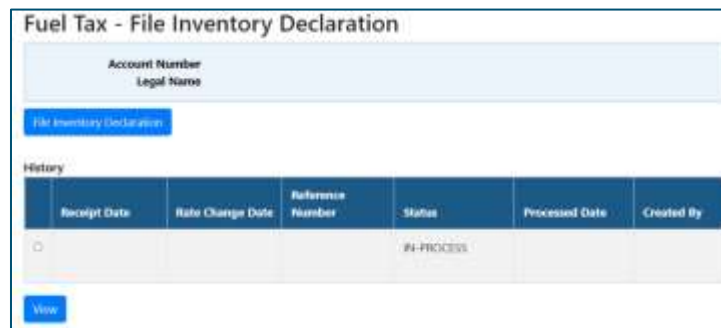 Fuel Tax - File Inventory Declaration
Account Number
Legal Name
File Inventory Declaration
History
Receipt Date Rate Change Date Reference Number Status Processed Date Created By
IN-PROCESS
View